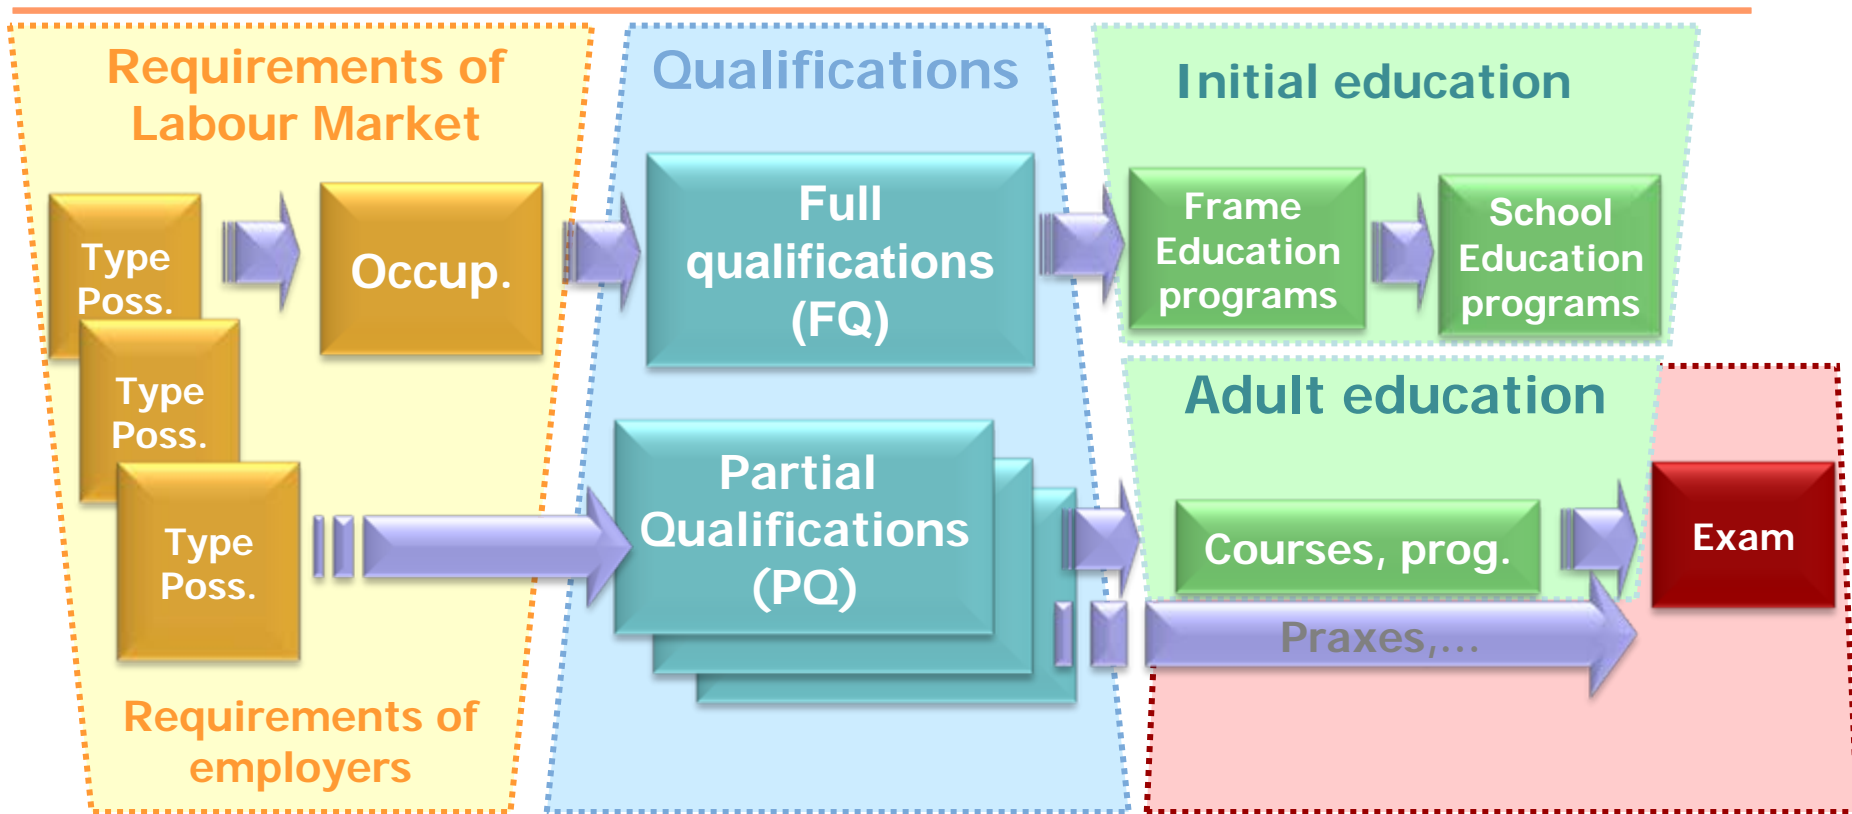 Requirements of
Labour Market
Type
Poss.
Occup.
Type
Poss.
Type
Poss.
Requirements of
employers
Qualifications
Full
qualifications
(FQ)
Partial
Qualifications
(PQ)
Initial education
Frame
Education
programs
School
Education
programs
Adult education
Courses, prog.
Praxes,...
Exam